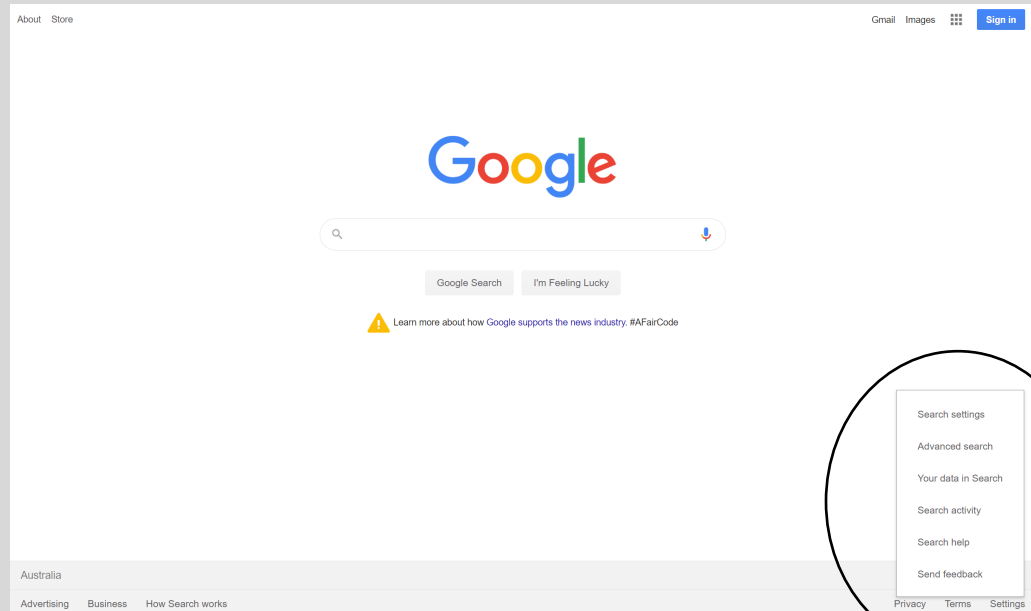 About Store
Gmail Images Sign in
Google
Google Search I'm Feeling Lucky
Learn more about how Google supports the news industry. #AFairCode
Search settings
Advanced search
Your data in Search
Search activity
Search help
Send feedback
Australia
Advertising Business How Search works
Privacy Terms Settings